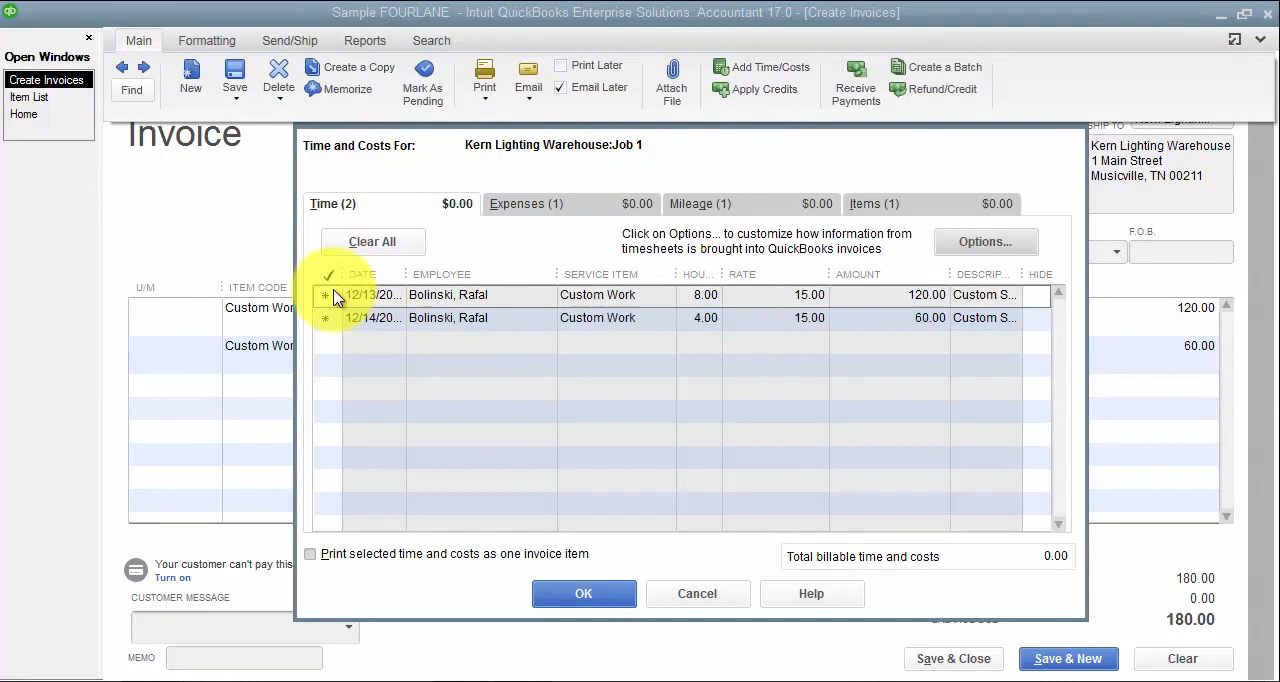 Sample FOURLANE - Intuit QuickBooks Enterprise Solutions: Accountant 17.0 - [Create Invoices]
Open Windows
Create Invoices
Item List
Home
Main Formatting Send/Ship Reports Search
Find
New
Save
Delete
Create a Copy
Memorize
Mark As
Pending
Print
Email
Print Later
Email Later
Attach
File
Add Time/Costs
Apply Credits
Receive
Payments
Create a Batch
Refund/Credit
Invoice
SHIP TO
Kern Lighting Warehouse
1 Main Street
Musicville, TN 00211
F.O.B.
Time and Costs For: Kern Lighting Warehouse:Job 1
Time (2) $0.00 Expenses (1) $0.00 Mileage (1) $0.00 Items (1) $0.00
Clear All
Click on Options... to customize how information from
timesheets is brought into QuickBooks invoices
Options...
DATE EMPLOYEE SERVICE ITEM HOU... RATE AMOUNT DESCRIP... HIDE
* 12/13/20... Bolinski, Rafal Custom Work 8.00 15.00 120.00 Custom S...
* 12/14/20... Bolinski, Rafal Custom Work 4.00 15.00 60.00 Custom S...
Print selected time and costs as one invoice item
Total billable time and costs 0.00
OK Cancel Help
U/M ITEM CODE
Custom Wor 120.00
Custom Wor 60.00
Your customer can't pay this
Turn on
CUSTOMER MESSAGE
MEMO
180.00
0.00
180.00
Save & Close Save & New Clear